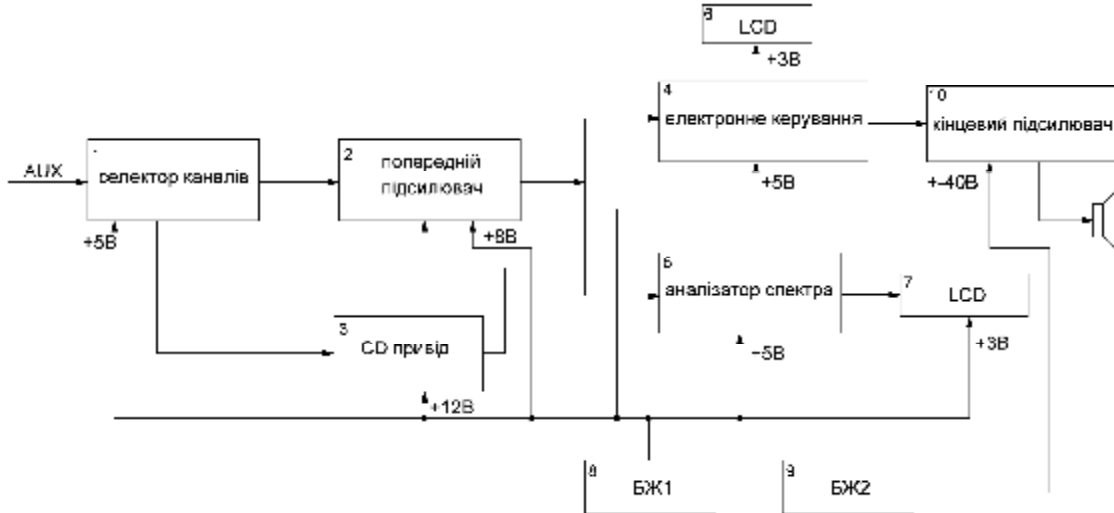 6
LCD
+3В
4
електронне керування
+5В
10
кінцевий підсилювач
+-40В
AUX
селектор каналів
+5В
2
попередній
підсилювач
+8В
аналізатор спектра
+5В
7
LCD
+3В
3
CD привід
+12В
8
БЖ1
9
БЖ2